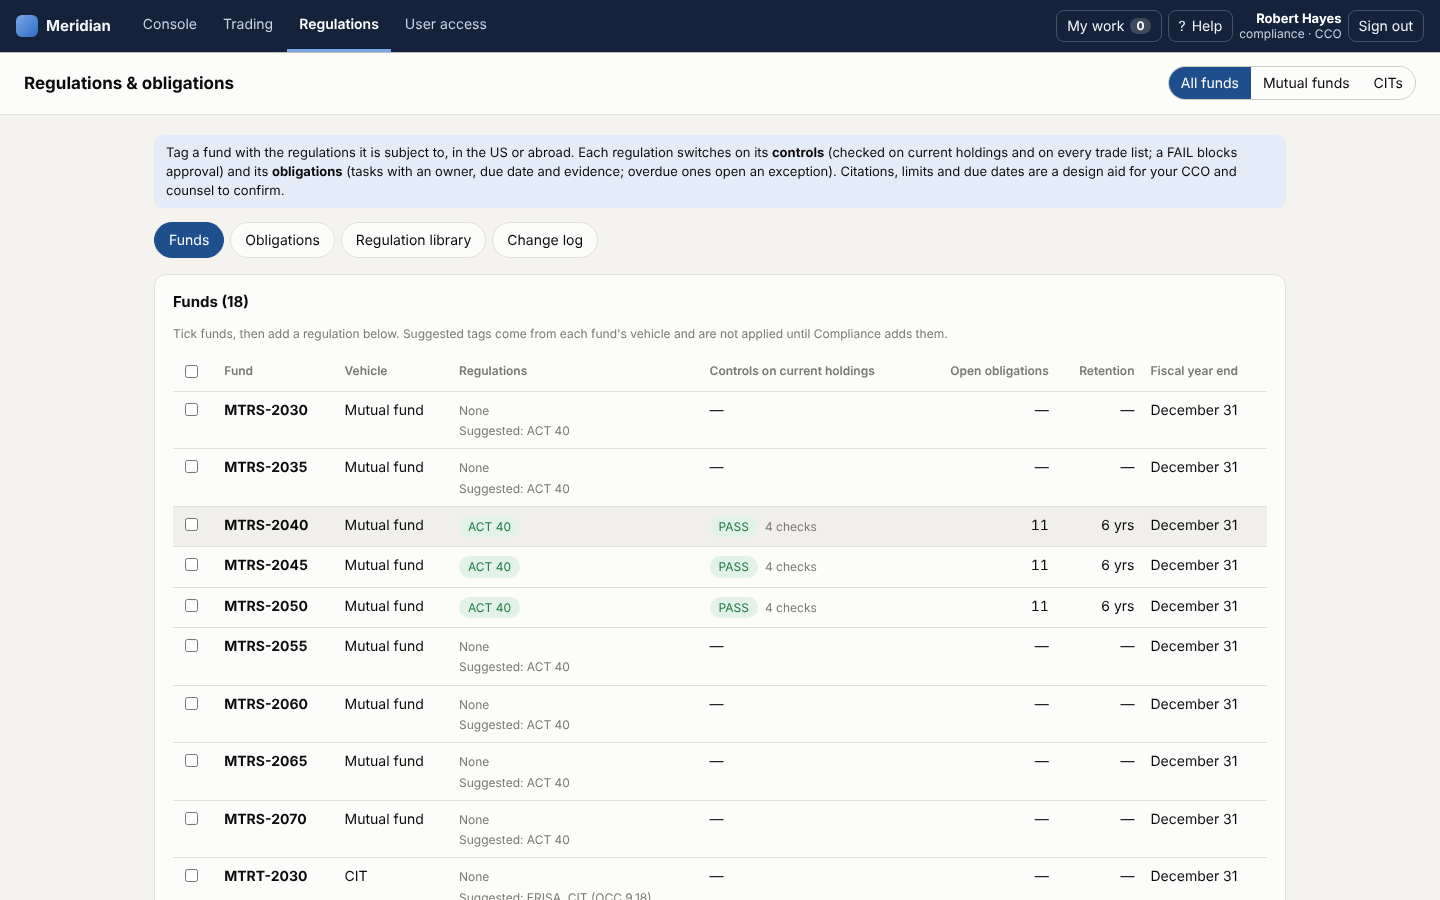 Meridian Console Trading Regulations User access My work 0 ? Help Robert Hayes compliance · CCO Sign out
Regulations & obligations All funds Mutual funds CITs
Tag a fund with the regulations it is subject to, in the US or abroad. Each regulation switches on its controls (checked on current holdings and on every trade list; a FAIL blocks
approval) and its obligations (tasks with an owner, due date and evidence; overdue ones open an exception). Citations, limits and due dates are a design aid for your CCO and
counsel to confirm.
Funds Obligations Regulation library Change log
Funds (18)
Tick funds, then add a regulation below. Suggested tags come from each fund's vehicle and are not applied until Compliance adds them.
Fund Vehicle Regulations Controls on current holdings Open obligations Retention Fiscal year end
MTRS-2030 Mutual fund None — — — December 31
Suggested: ACT 40
MTRS-2035 Mutual fund None — — — December 31
Suggested: ACT 40
MTRS-2040 Mutual fund ACT 40 PASS 4 checks 11 6 yrs December 31
MTRS-2045 Mutual fund ACT 40 PASS 4 checks 11 6 yrs December 31
MTRS-2050 Mutual fund ACT 40 PASS 4 checks 11 6 yrs December 31
MTRS-2055 Mutual fund None — — — December 31
Suggested: ACT 40
MTRS-2060 Mutual fund None — — — December 31
Suggested: ACT 40
MTRS-2065 Mutual fund None — — — December 31
Suggested: ACT 40
MTRS-2070 Mutual fund None — — — December 31
Suggested: ACT 40
MTRT-2030 CIT None — — — December 31
Suggested: ERISA, CIT (OCC 9.18)